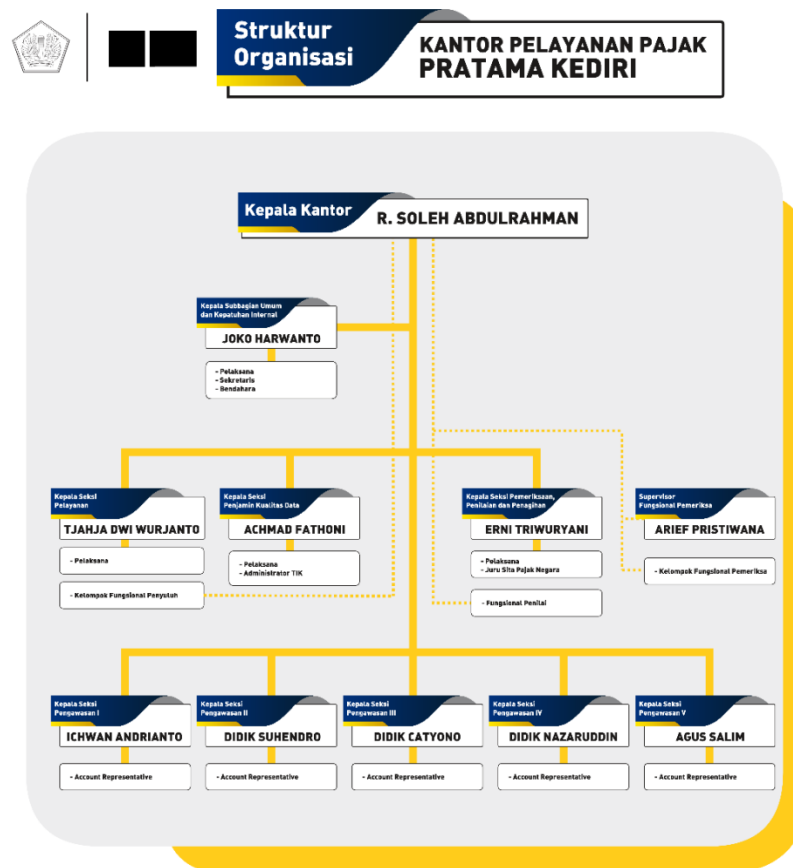 Struktur
Organisasi
KANTOR PELAYANAN PAJAK
PRATAMA KEDIRI
Kepala Kantor
R. SOLEH ABDULRAHMAN
Kepala Subbagian Umum
dan Kepatuhan Internal
JOKO HARWANTO
- Pelaksana
- Sekretaris
- Bendahara
Kepala Seksi
Pelayanan
TJAHJA DWI WURJANTO
- Pelaksana
- Kelompok Fungsional Penyuluh
Kepala Seksi
Penjamin Kualitas Data
ACHMAD FATHONI
- Pelaksana
- Administrator TIK
Kepala Seksi Pemeriksaan,
Penilaian dan Penagihan
ERNI TRIWURYANI
- Pelaksana
- Juru Sita Pajak Negara
- Fungsional Penilai
Supervisor
Fungsional Pemeriksa
ARIEF PRISTIWANA
- Kelompok Fungsional Pemeriksa
Kepala Seksi
Pengawasan I
ICHWAN ANDRIANTO
- Account Representative
Kepala Seksi
Pengawasan II
DIDIK SUHENDRO
- Account Representative
Kepala Seksi
Pengawasan III
DIDIK CATYONO
- Account Representative
Kepala Seksi
Pengawasan IV
DIDIK NAZARUDDIN
- Account Representative
Kepala Seksi
Pengawasan V
AGUS SALIM
- Account Representative